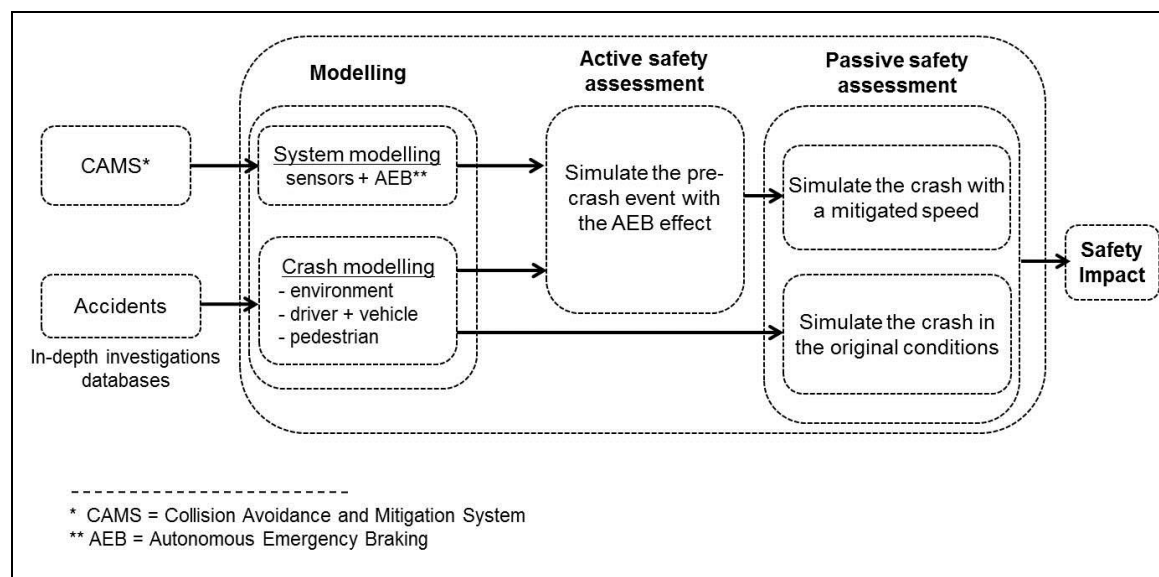 Modelling
Active safety
assessment
Passive safety
assessment
CAMS*
System modelling
sensors + AEB**
Simulate the pre-
crash event with
the AEB effect
Simulate the crash with
a mitigated speed
Accidents
In-depth investigations
databases
Crash modelling
- environment
- driver + vehicle
- pedestrian
Simulate the crash in
the original conditions
Safety
Impact
* CAMS = Collision Avoidance and Mitigation System
** AEB = Autonomous Emergency Braking